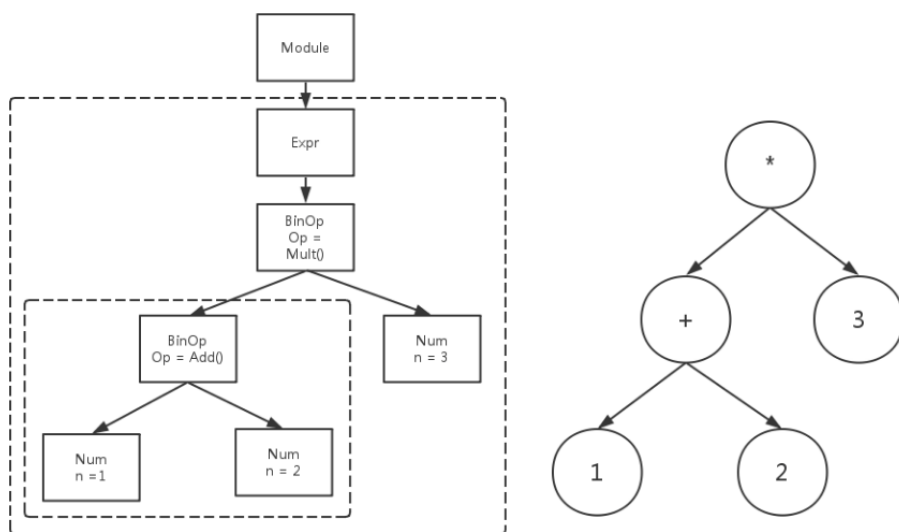 Module
Expr
BinOp
Op =
Mult()
BinOp
Op = Add()
Num
n = 3
Num
n =1
Num
n = 2
*
+
3
1
2